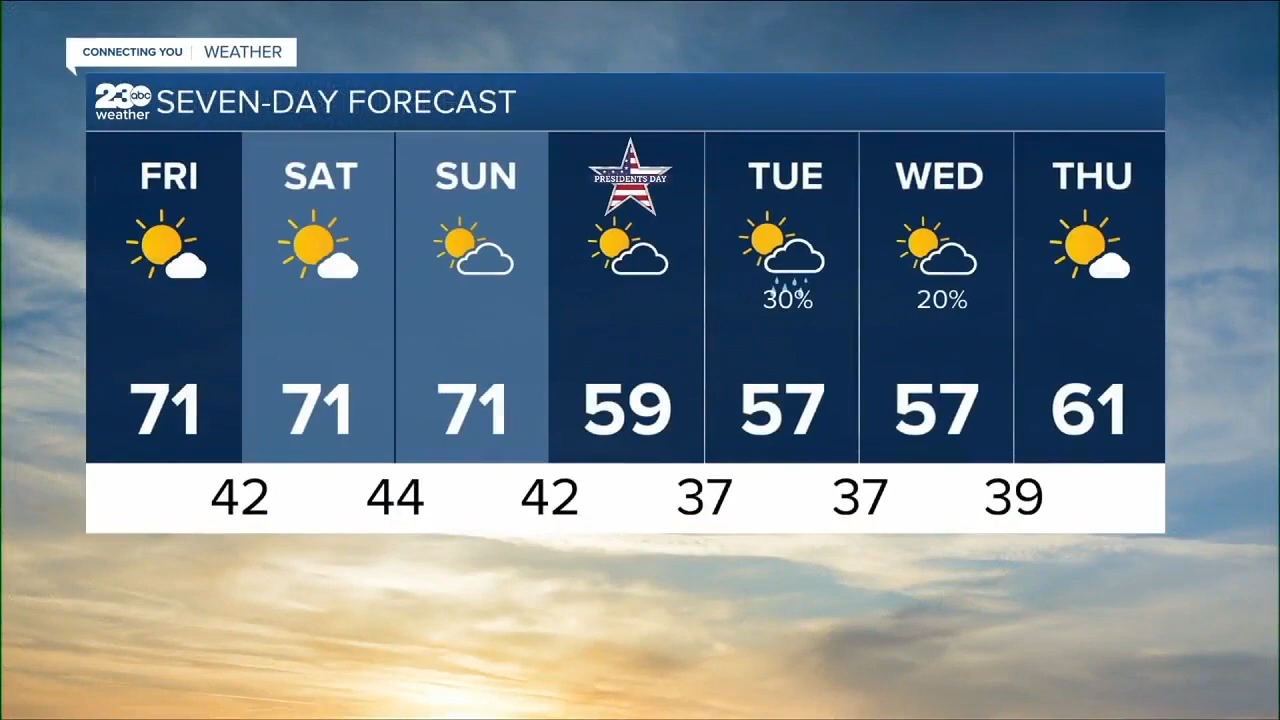 CONNECTING YOU WEATHER
23 abc
weather
SEVEN-DAY FORECAST
FRI SAT SUN PRESIDENTS DAY TUE WED THU
30% 20%
71 71 71 59 57 57 61
42 44 42 37 37 39